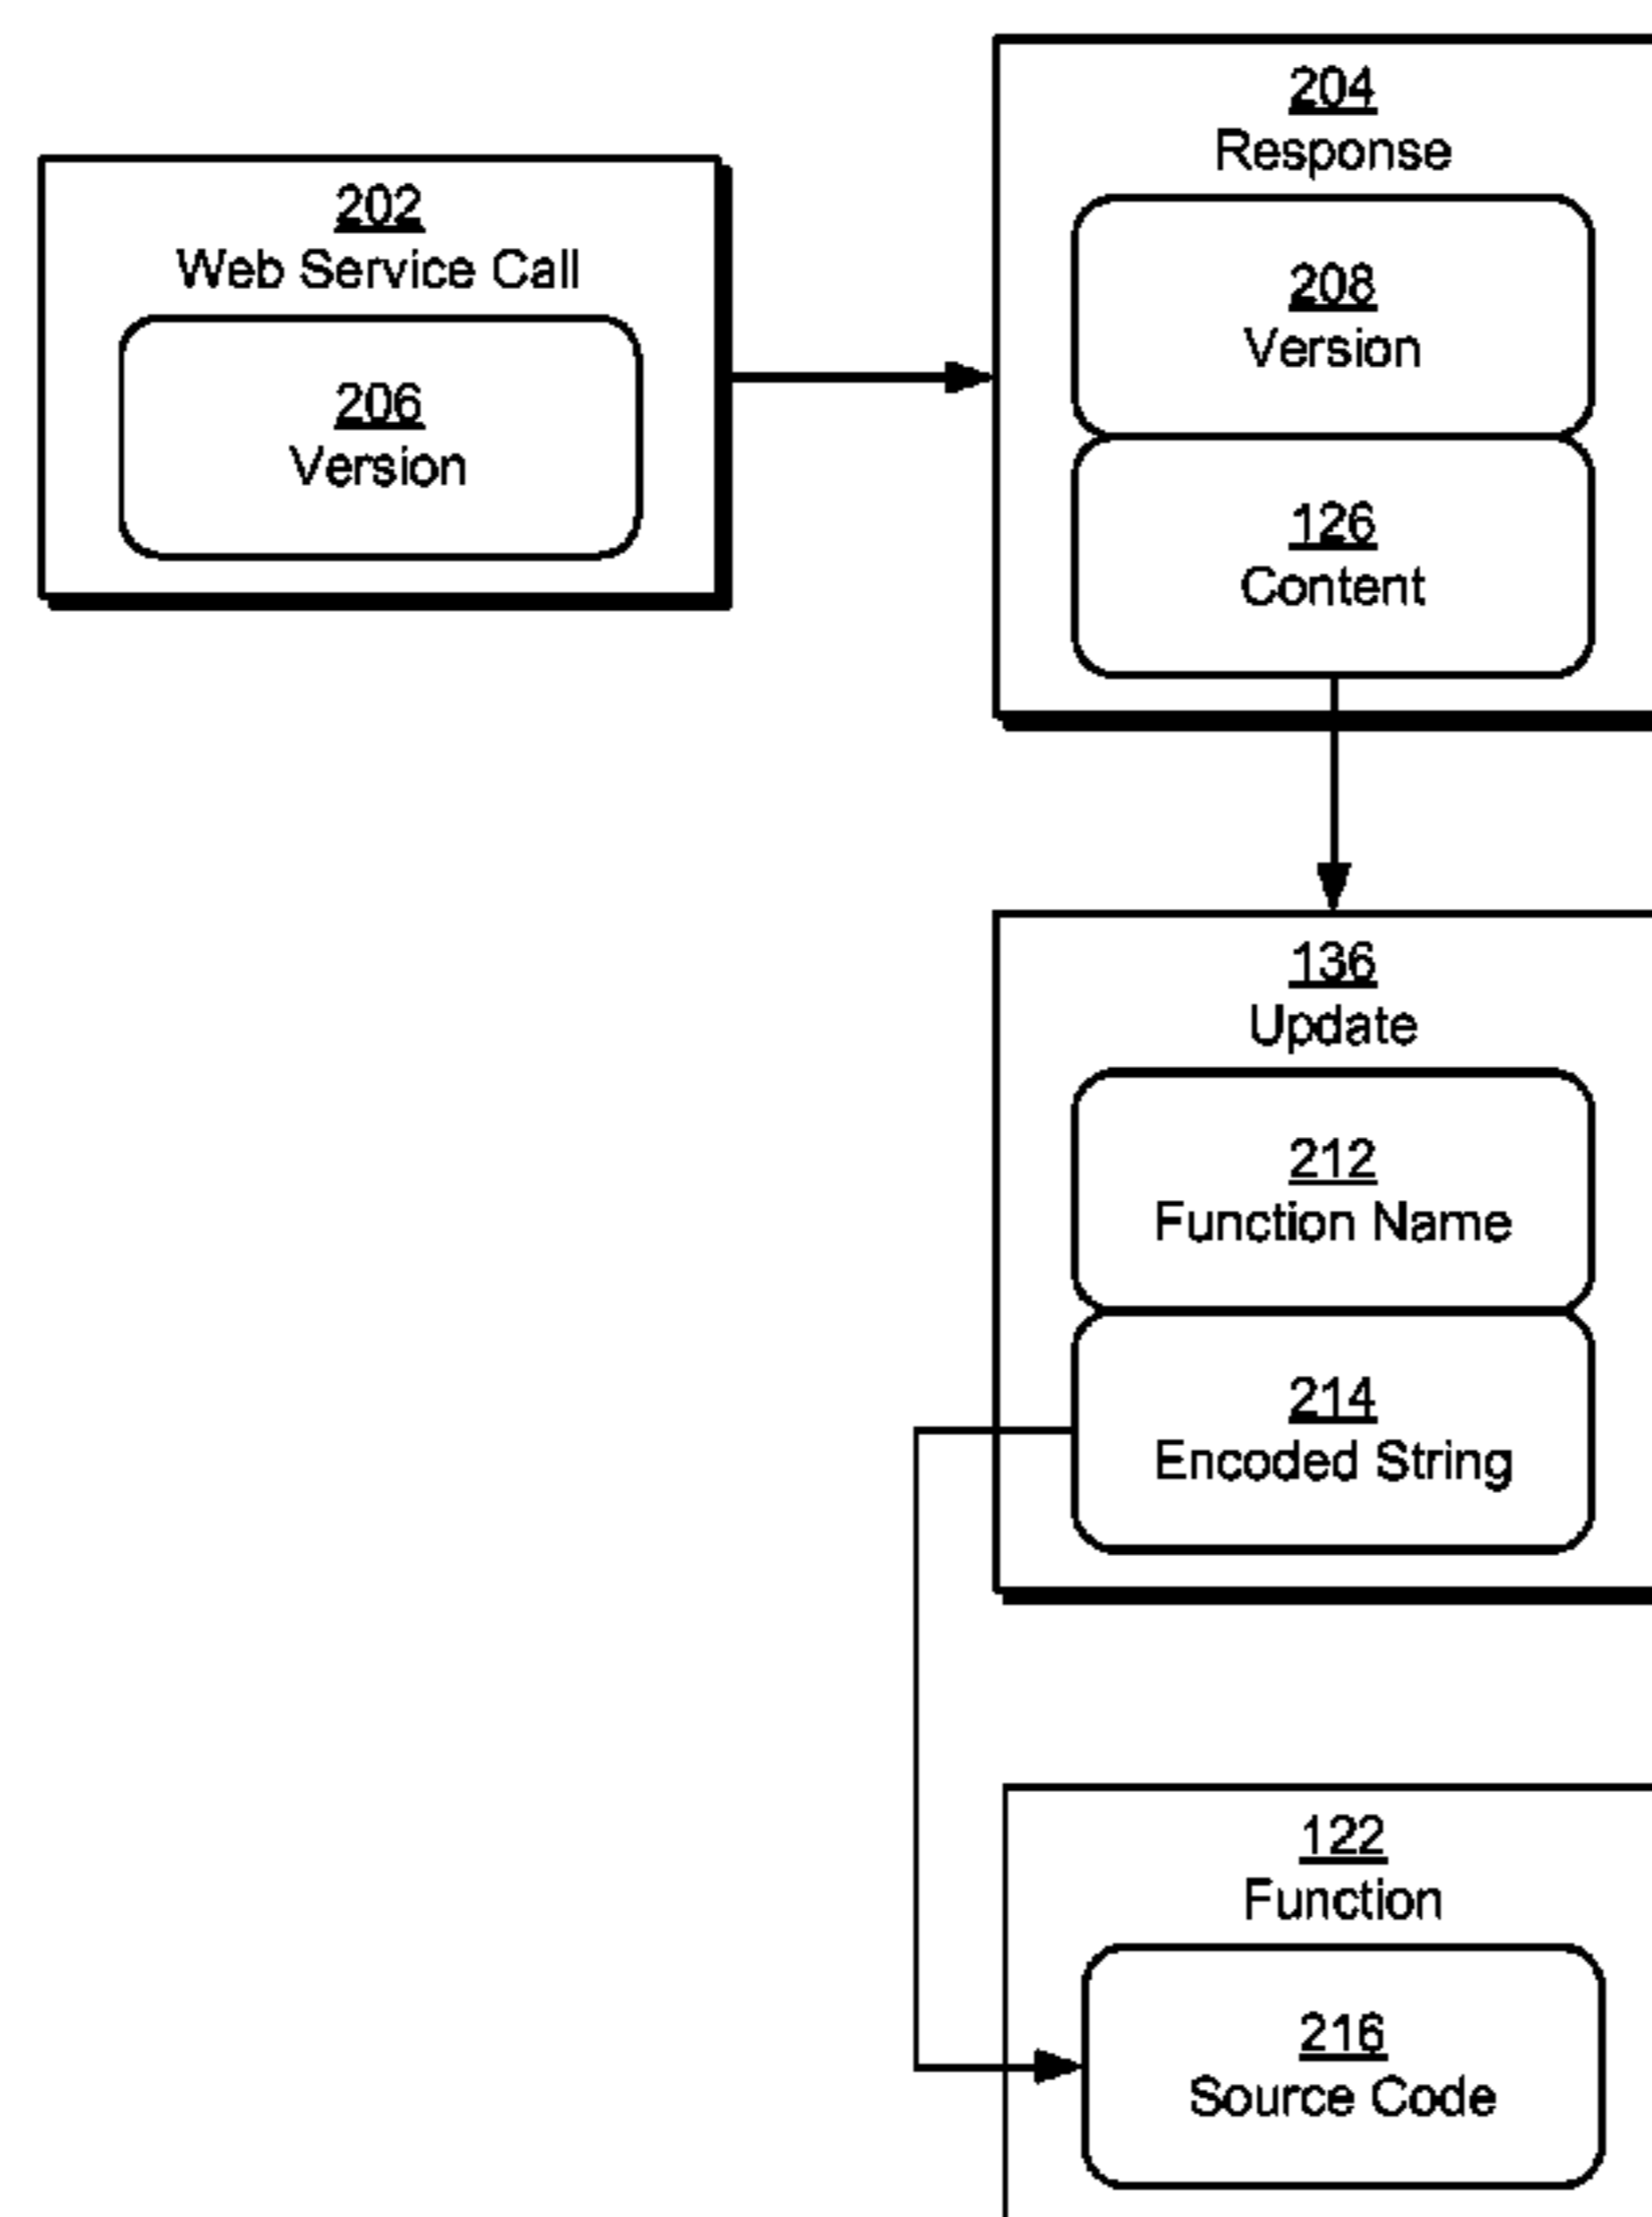 204
Response
202
Web Service Call
208
Version
206
Version
126
Content
136
Update
212
Function Name
214
Encoded String
122
Function
216
Source Code